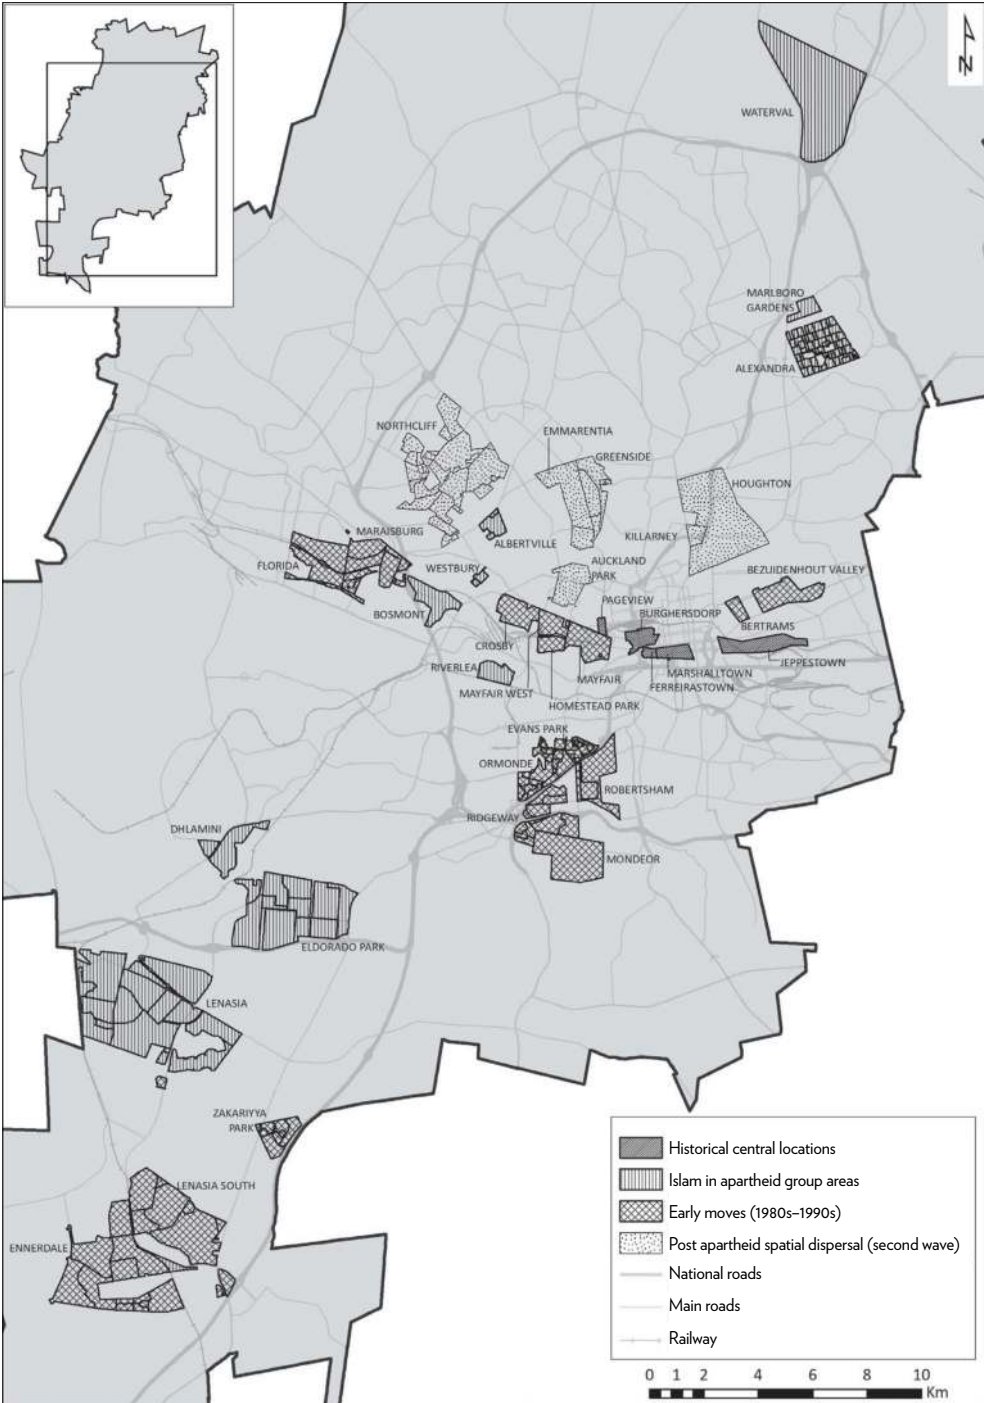 N
WATERVAL
MARLBORO
GARDENS
ALEXANDRA
NORTHCLIFF
EMMARENTIA
GREENSIDE
HOUGHTON
MARAISBURG
ALBERTVILLE
KILLARNEY
FLORIDA
WESTBURY
AUCKLAND
PARK
BEZUIDENHOUT VALLEY
PAGEVIEW
BURGHERSDORP
BOSMONT
BERTRAMS
CROSBY
JEPPESTOWN
RIVERLEA
MAYFAIR
MARSHALLTOWN
MAYFAIR WEST
FERREIRASTOWN
HOMESTEAD PARK
EVANS PARK
ORMONDE
ROBERTSHAM
RIDGEWAY
DHLAMINI
MONDEOR
ELDORADO PARK
LENASIA
ZAKARIYYA
PARK
LENASIA SOUTH
ENNERDALE
Historical central locations
Islam in apartheid group areas
Early moves (1980s–1990s)
Post apartheid spatial dispersal (second wave)
National roads
Main roads
Railway
0 1 2 4 6 8 10
Km